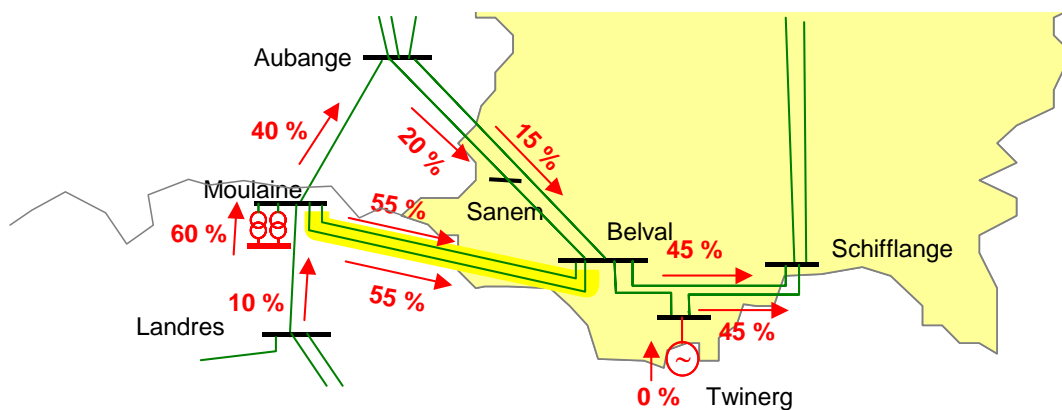 Aubange
40 %
20 %
15 %
Moulaine
55 %
Sanem
60 %
Belval
45 %
Schifflange
10 %
55 %
Landres
45 %
~
0 %
Twinerg